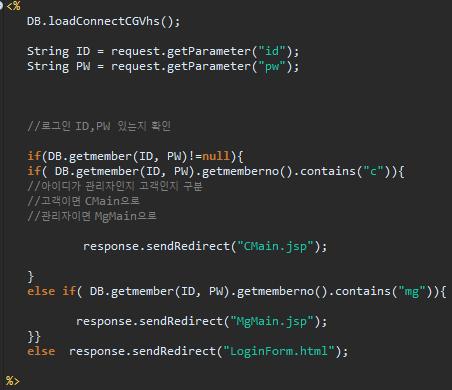 <%
DB.loadConnectCGVhs();
String ID = request.getParameter("id");
String PW = request.getParameter("pw");
//로그인 ID,PW 있는지 확인
if(DB.getmember(ID, PW)!=null){
if( DB.getmember(ID, PW).getmemberno().contains("c")){
//아이디가 관리자인지 고객인지 구분
//고객이면 CMain으로
//관리자이면 MgMain으로
response.sendRedirect("CMain.jsp");
}
else if( DB.getmember(ID, PW).getmemberno().contains("mg")){
response.sendRedirect("MgMain.jsp");
}}
else  response.sendRedirect("LoginForm.html");
%>